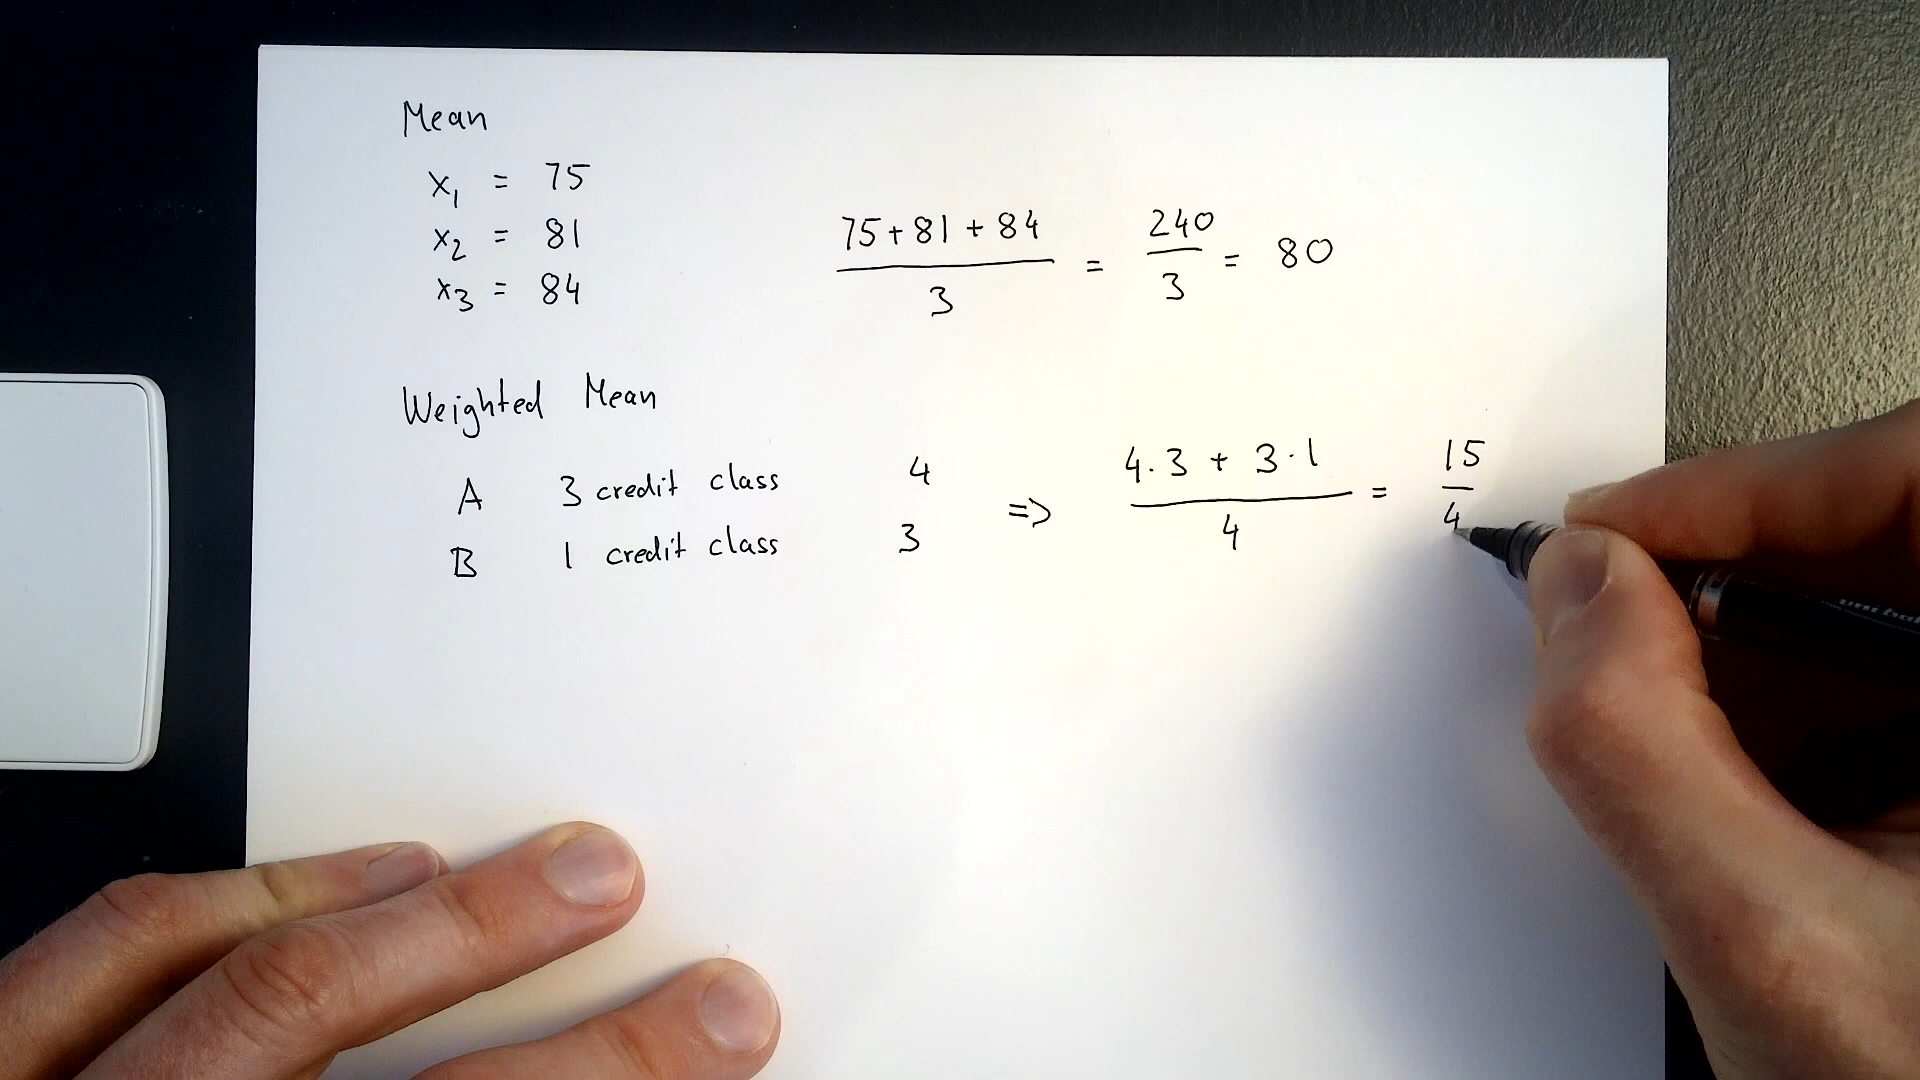 Mean
x₁ = 75
x₂ = 81
x₃ = 84
75 + 81 + 84 / 3 = 240 / 3 = 80
Weighted Mean
A 3 credit class 4
B 1 credit class 3
=> 4·3 + 3·1 / 4 = 15 / 4
uni